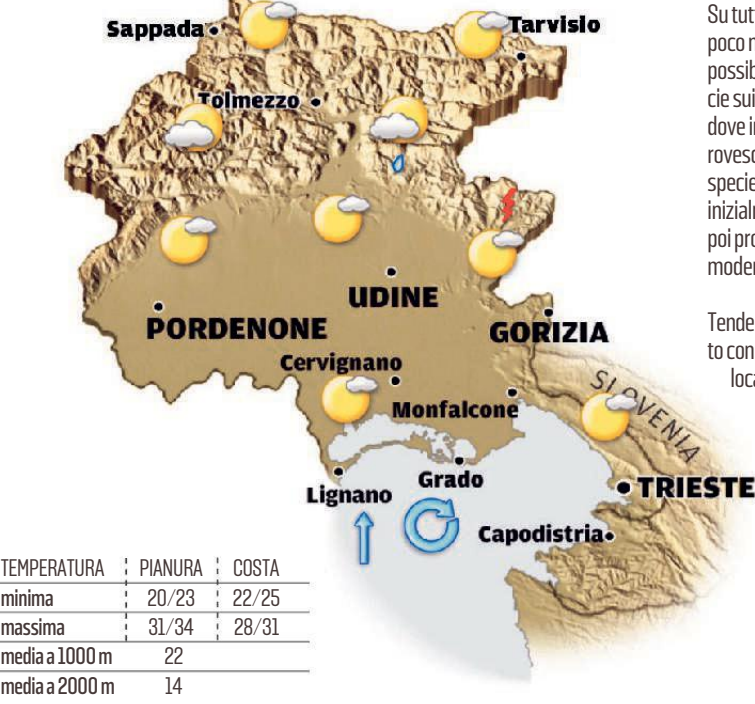 Sappada
Tarvisio
Tolmezzo
UDINE
PORDENONE
GORIZIA
Cervignano
Monfalcone
SLOVENIA
Lignano
Grado
TRIESTE
Capodistria
TEMPERATURA PIANURA COSTA
minima 20/23 22/25
massima 31/34 28/31
media a 1000 m 22
media a 2000 m 14
Su tut
poco n
possib
cie sui
dove i
rovesc
specie
inizial
poi pro
mode
Tende
to con
loca